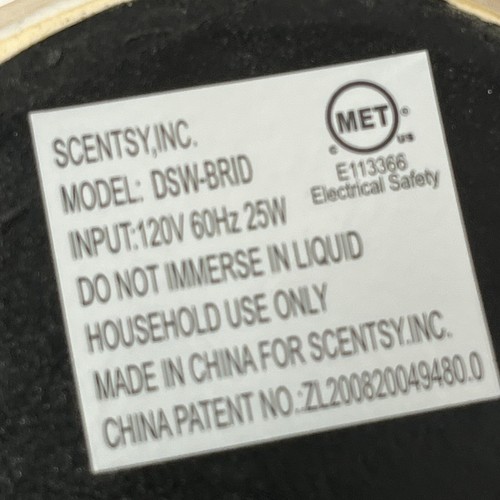 SCENTSY,INC.
MODEL: DSW-BRID
INPUT:120V 60Hz 25W
DO NOT IMMERSE IN LIQUID
HOUSEHOLD USE ONLY
MADE IN CHINA FOR SCENTSY.INC.
CHINA PATENT NO.:ZL200820049480.0
MET
c us
E113366
Electrical Safety